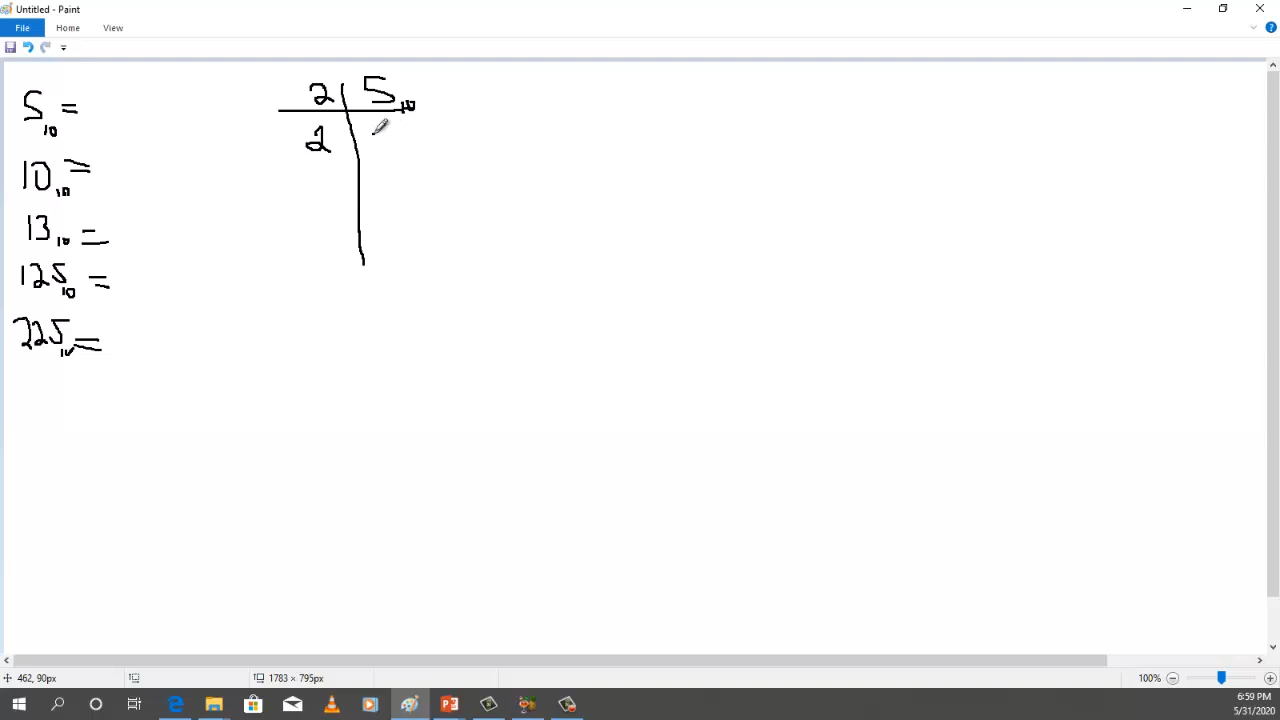 Untitled - Paint
File Home View
5₁₀ =
10₁₀ =
13₁₀ =
125₁₀ =
225₁₀ =
2 5₁₀
2
462, 90px
1783 × 795px
100%
6:59 PM
5/31/2020